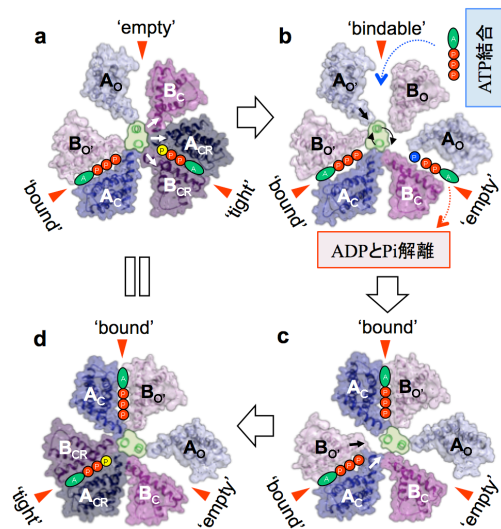 a
'empty'
A_O
B_C
B_O'
A_CR
B_CR
A_C
P
P
P
A
P
P
P
A
'bound'
'tight'
b
'bindable'
A
P
P
P
ATP結合
A_O'
B_O
B_O'
A_O
A_C
B_C
P
P
P
A
P
P
P
A
'bound'
'empty'
ADPとPi解離
d
'bound'
A
P
P
P
A_C
B_O'
B_CR
A_O
A_CR
B_C
P
P
P
A
'tight'
'empty'
c
'bound'
A
P
P
P
A_C
B_O'
B_O'
A_O
A_C
B_C
P
P
P
A
'bound'
'empty'